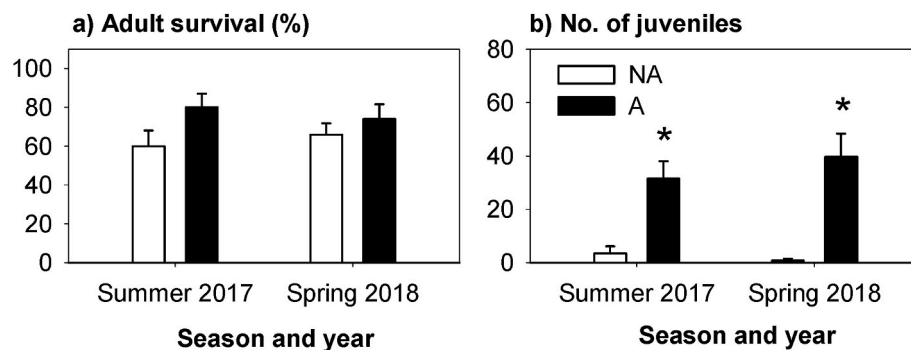 a) Adult survival (%)
100
80
60
40
20
0
Summer 2017 Spring 2018
Season and year
b) No. of juveniles
80
60
40
20
0
NA
A
*
*
Summer 2017 Spring 2018
Season and year